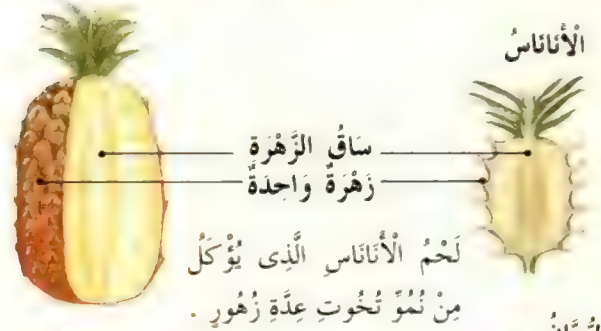 الْأَنَانَاسُ
سَاقُ الزَّهْرَةِ
زَهْرَةٌ وَاحِدَةٌ
لَحْمُ الْأَنَانَاسِ الَّذِى يُؤْكَلُ
مِنْ نُمُوِّ تُخُوتِ عِدَّةِ زُهُورٍ .